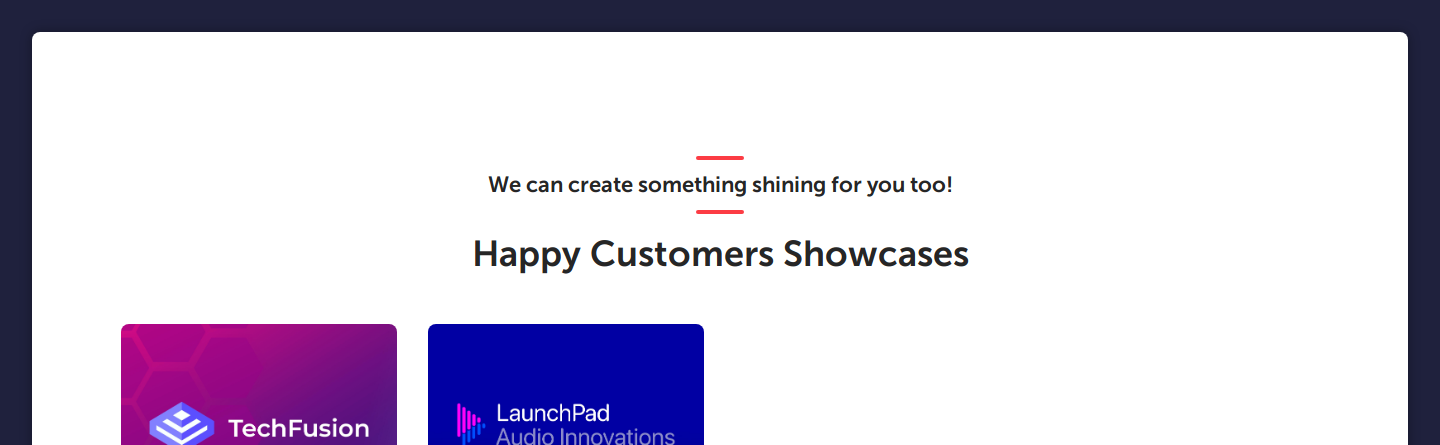 We can create something shining for you too!
Happy Customers Showcases
TechFusion
LaunchPad
Audio Innovations